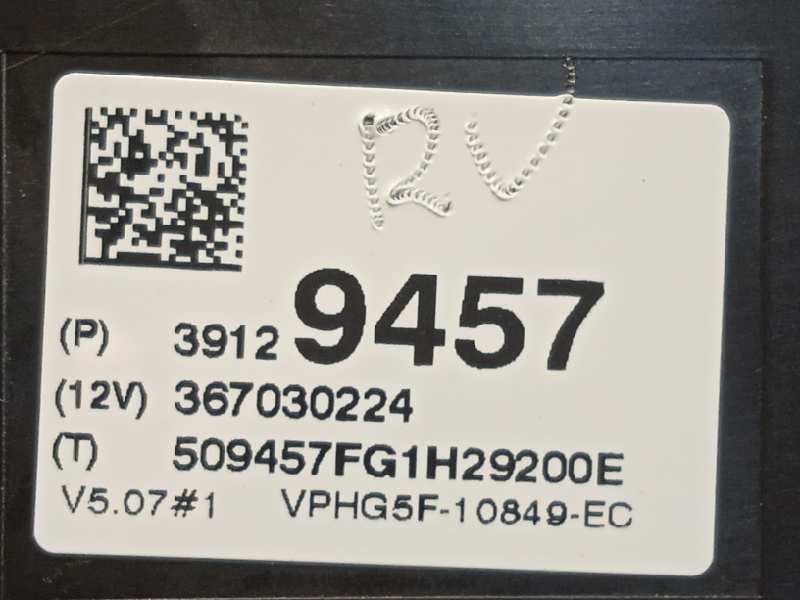 RV
(P) 3912 9457
(12V) 367030224
(T) 509457FG1H29200E
V5.07#1 VPHG5F-10849-EC